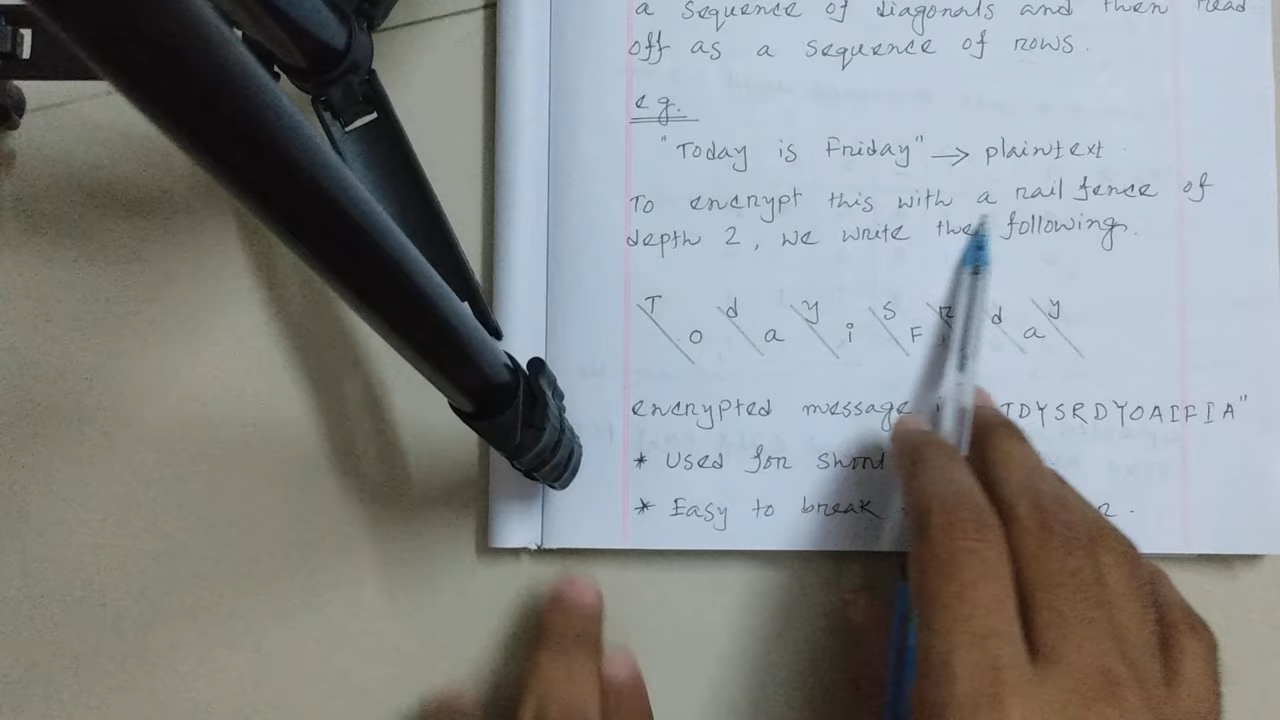 a sequence of diagonals and then read
off as a sequence of rows.
e.g.
"Today is Friday" → plaintext
To encrypt this with a rail fence of
depth 2, we write the following.
T d y S R d y
o a i F a
encrypted message TDYSRDYOAIFIA"
* Used for short
* Easy to break